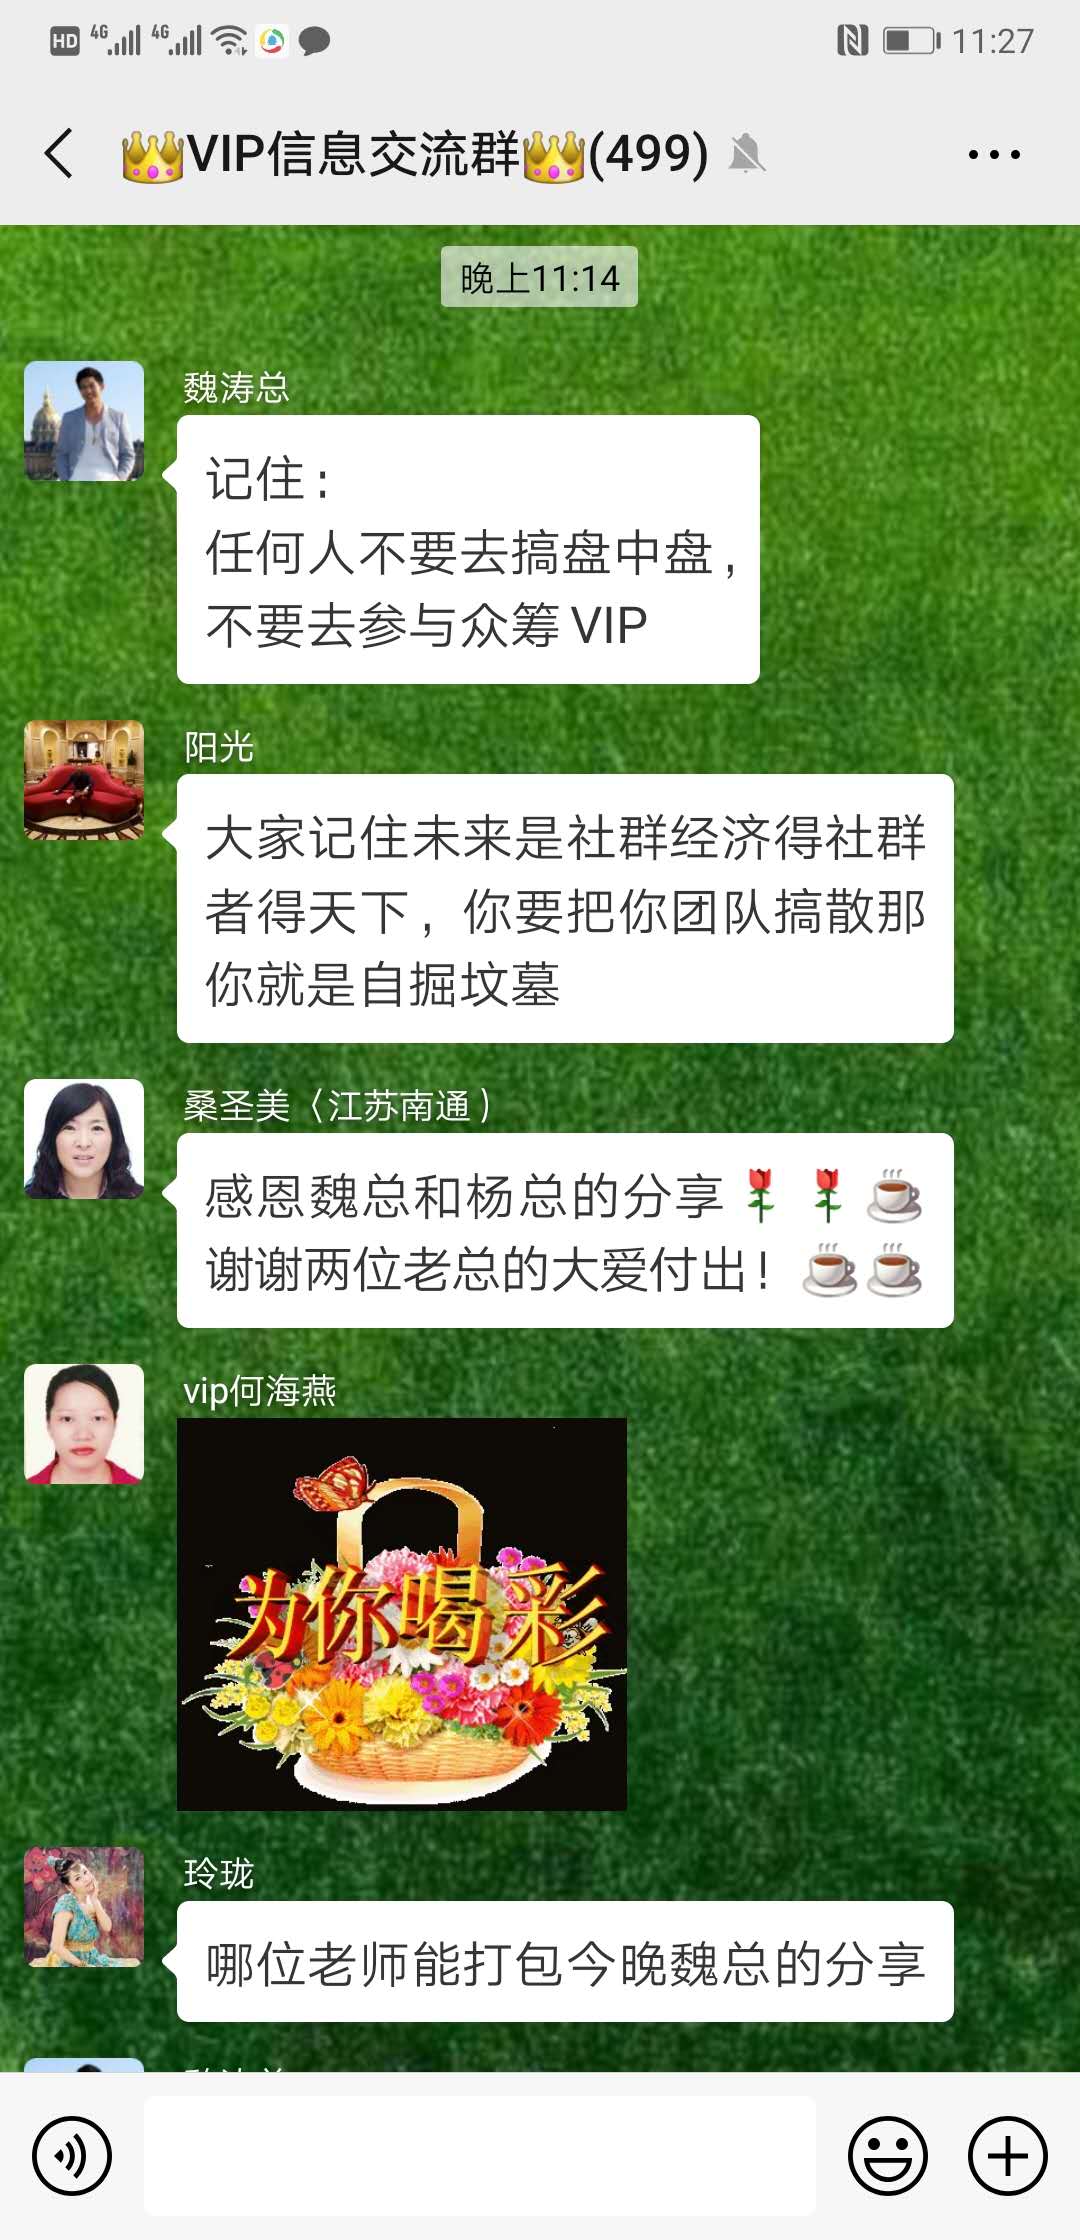 HD 4G 4G 11:27
👑VIP信息交流群👑(499)
晚上11:14
魏涛总
记住：
任何人不要去搞盘中盘，
不要去参与众筹VIP
阳光
大家记住未来是社群经济得社群
者得天下，你要把你团队搞散那
你就是自掘坟墓
桑圣美（江苏南通）
感恩魏总和杨总的分享🌹🌹☕
谢谢两位老总的大爱付出！☕☕
vip何海燕
为你喝彩
玲珑
哪位老师能打包今晚魏总的分享